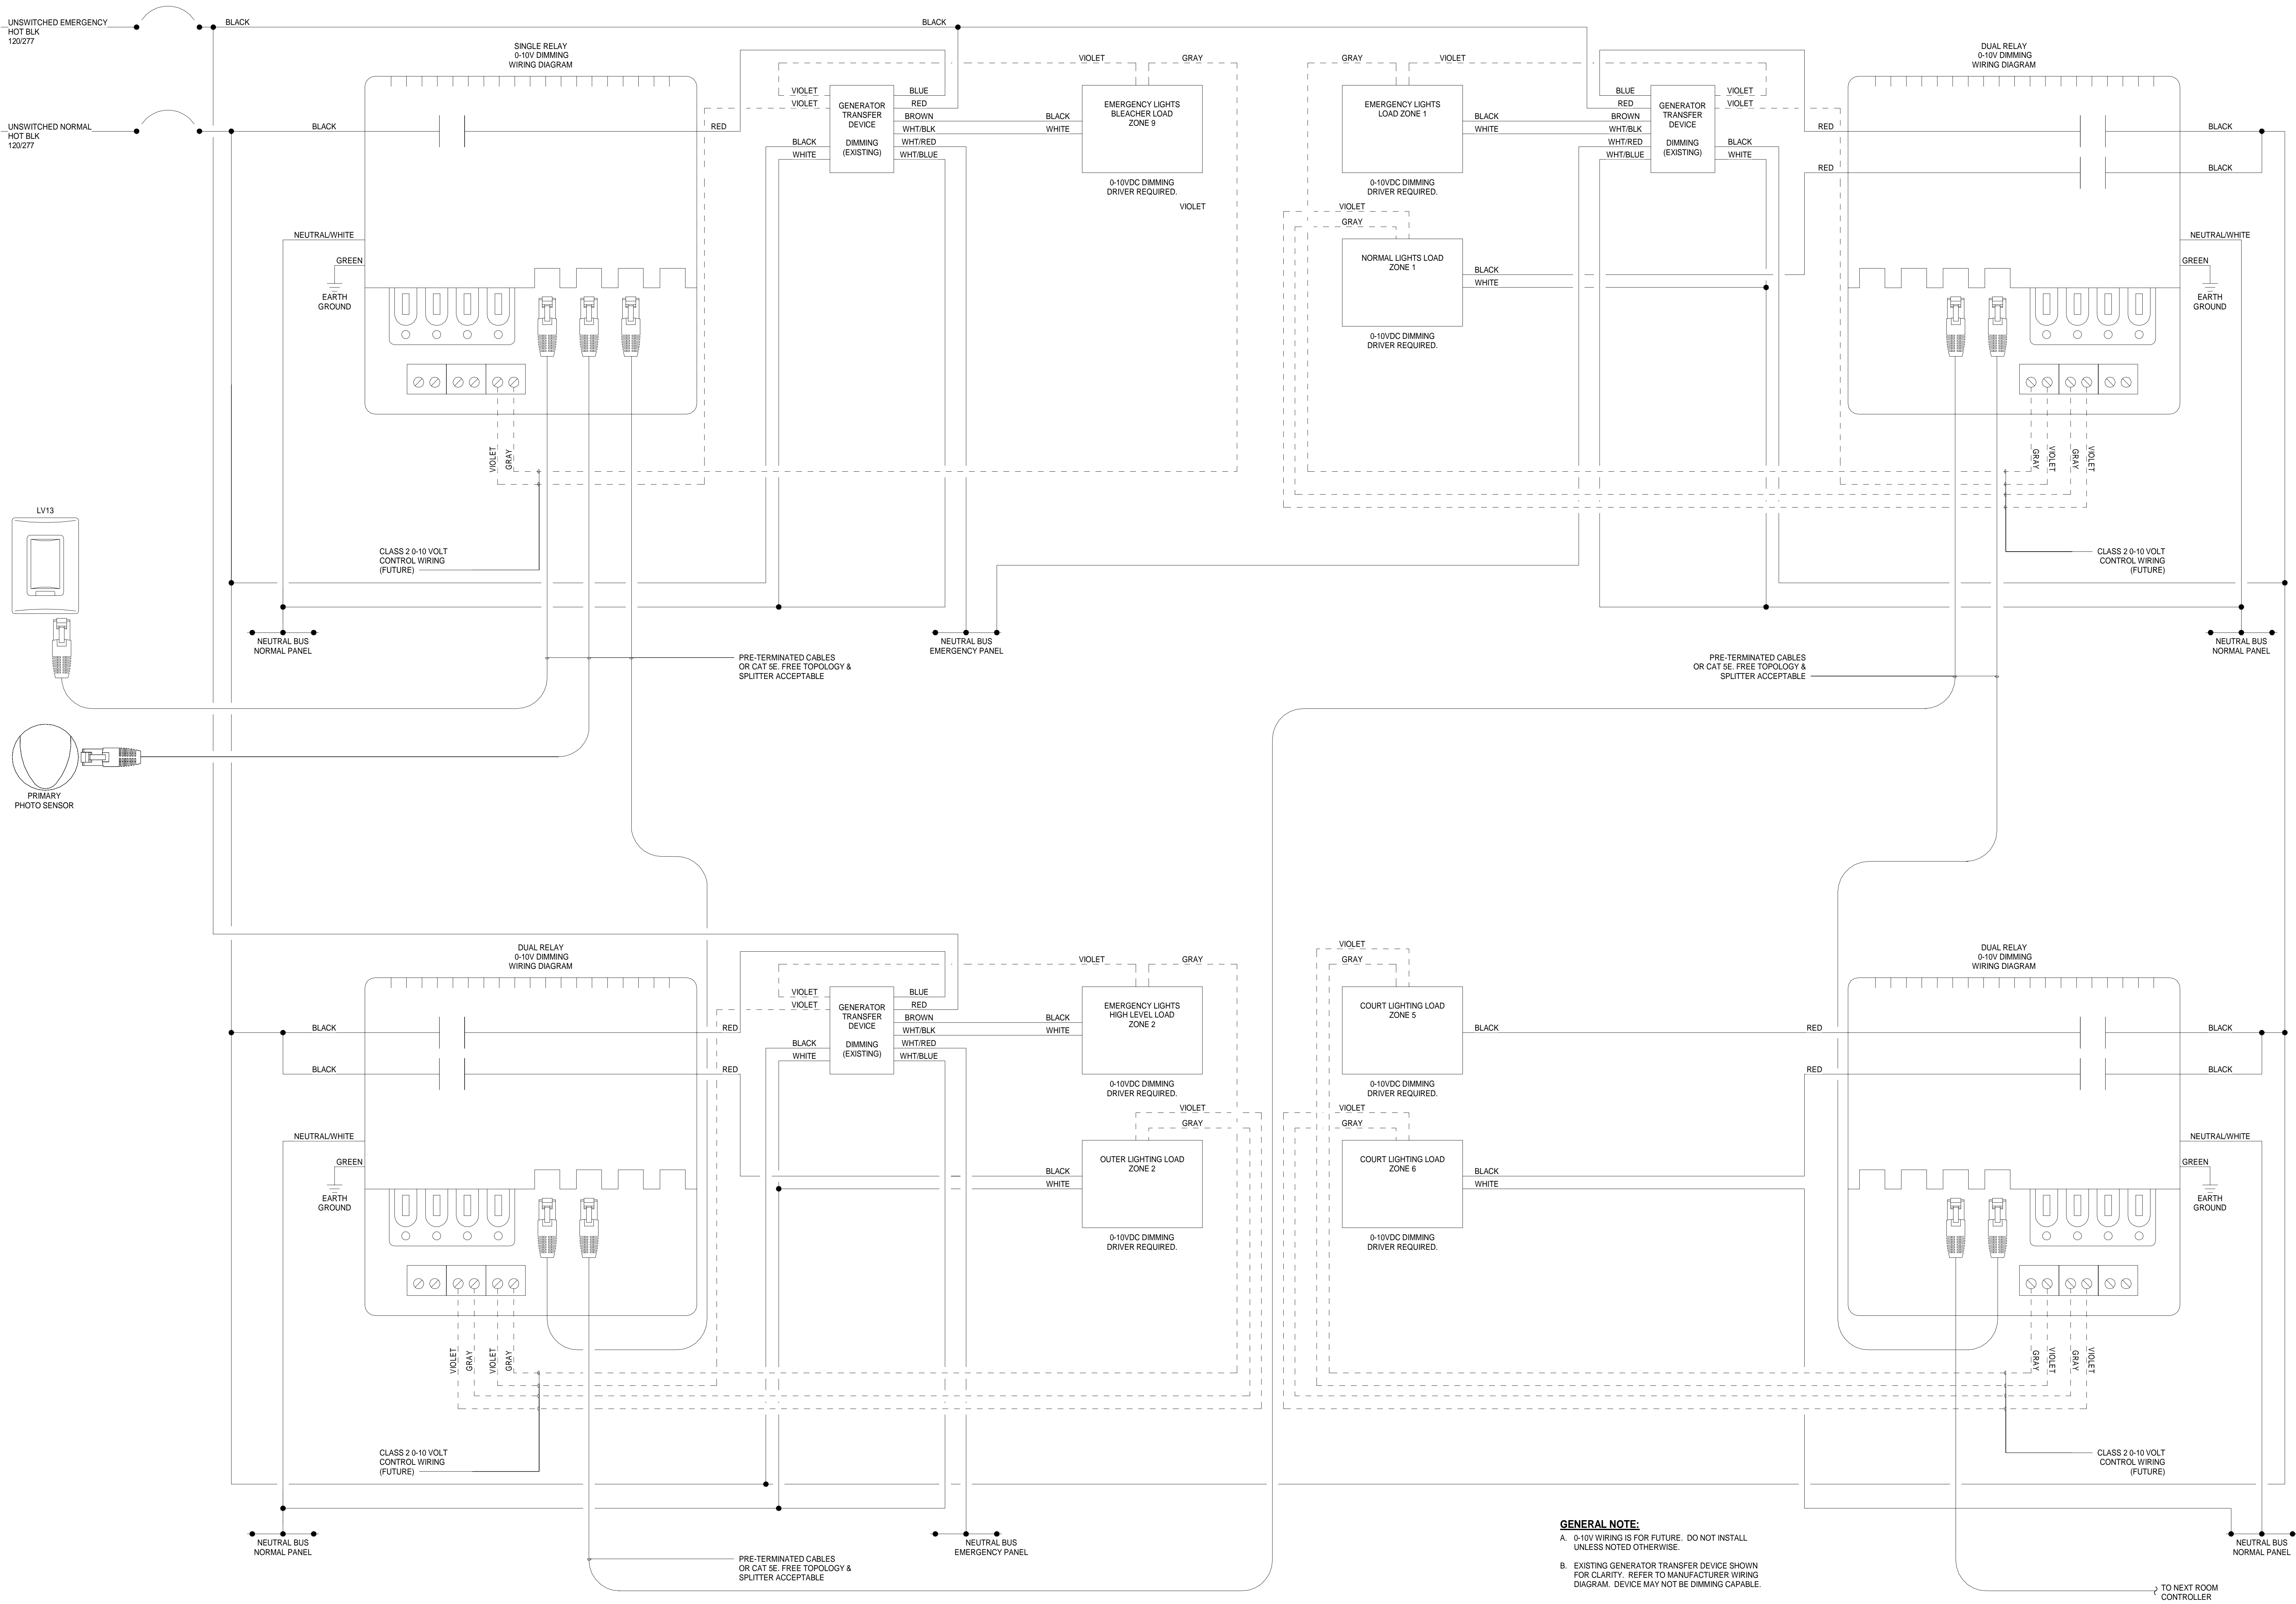 UNSWITCHED EMERGENCY
HOT BLK
120/277
BLACK
BLACK
UNSWITCHED NORMAL
HOT BLK
120/277
BLACK
SINGLE RELAY
0-10V DIMMING
WIRING DIAGRAM
RED
NEUTRAL/WHITE
GREEN
EARTH
GROUND
VIOLET
GRAY
CLASS 2 0-10 VOLT
CONTROL WIRING
(FUTURE)
NEUTRAL BUS
NORMAL PANEL
VIOLET
VIOLET
BLACK
WHITE
GENERATOR
TRANSFER
DEVICE
DIMMING
(EXISTING)
BLUE
RED
BROWN
WHT/BLK
WHT/RED
WHT/BLUE
VIOLET
GRAY
BLACK
WHITE
EMERGENCY LIGHTS
BLEACHER LOAD
ZONE 9
0-10VDC DIMMING
DRIVER REQUIRED.
VIOLET
NEUTRAL BUS
EMERGENCY PANEL
PRE-TERMINATED CABLES
OR CAT 5E. FREE TOPOLOGY &
SPLITTER ACCEPTABLE
GRAY
VIOLET
EMERGENCY LIGHTS
LOAD ZONE 1
0-10VDC DIMMING
DRIVER REQUIRED.
BLACK
WHITE
VIOLET
GRAY
NORMAL LIGHTS LOAD
ZONE 1
0-10VDC DIMMING
DRIVER REQUIRED.
BLACK
WHITE
BLUE
RED
BROWN
WHT/BLK
WHT/RED
WHT/BLUE
GENERATOR
TRANSFER
DEVICE
DIMMING
(EXISTING)
VIOLET
VIOLET
BLACK
WHITE
DUAL RELAY
0-10V DIMMING
WIRING DIAGRAM
RED
RED
BLACK
BLACK
NEUTRAL/WHITE
GREEN
EARTH
GROUND
GRAY
VIOLET
GRAY
VIOLET
CLASS 2 0-10 VOLT
CONTROL WIRING
(FUTURE)
NEUTRAL BUS
NORMAL PANEL
PRE-TERMINATED CABLES
OR CAT 5E. FREE TOPOLOGY &
SPLITTER ACCEPTABLE
LV13
PRIMARY
PHOTO SENSOR
DUAL RELAY
0-10V DIMMING
WIRING DIAGRAM
BLACK
BLACK
RED
RED
NEUTRAL/WHITE
GREEN
EARTH
GROUND
VIOLET
GRAY
VIOLET
GRAY
CLASS 2 0-10 VOLT
CONTROL WIRING
(FUTURE)
NEUTRAL BUS
NORMAL PANEL
VIOLET
VIOLET
BLACK
WHITE
GENERATOR
TRANSFER
DEVICE
DIMMING
(EXISTING)
BLUE
RED
BROWN
WHT/BLK
WHT/RED
WHT/BLUE
VIOLET
GRAY
BLACK
WHITE
EMERGENCY LIGHTS
HIGH LEVEL LOAD
ZONE 2
0-10VDC DIMMING
DRIVER REQUIRED.
VIOLET
GRAY
BLACK
WHITE
OUTER LIGHTING LOAD
ZONE 2
0-10VDC DIMMING
DRIVER REQUIRED.
NEUTRAL BUS
EMERGENCY PANEL
PRE-TERMINATED CABLES
OR CAT 5E. FREE TOPOLOGY &
SPLITTER ACCEPTABLE
VIOLET
GRAY
COURT LIGHTING LOAD
ZONE 5
0-10VDC DIMMING
DRIVER REQUIRED.
BLACK
VIOLET
GRAY
COURT LIGHTING LOAD
ZONE 6
0-10VDC DIMMING
DRIVER REQUIRED.
BLACK
WHITE
DUAL RELAY
0-10V DIMMING
WIRING DIAGRAM
RED
RED
BLACK
BLACK
NEUTRAL/WHITE
GREEN
EARTH
GROUND
GRAY
VIOLET
GRAY
VIOLET
CLASS 2 0-10 VOLT
CONTROL WIRING
(FUTURE)
NEUTRAL BUS
NORMAL PANEL
TO NEXT ROOM
CONTROLLER
GENERAL NOTE:
A. 0-10V WIRING IS FOR FUTURE. DO NOT INSTALL
UNLESS NOTED OTHERWISE.
B. EXISTING GENERATOR TRANSFER DEVICE SHOWN
FOR CLARITY. REFER TO MANUFACTURER WIRING
DIAGRAM. DEVICE MAY NOT BE DIMMING CAPABLE.